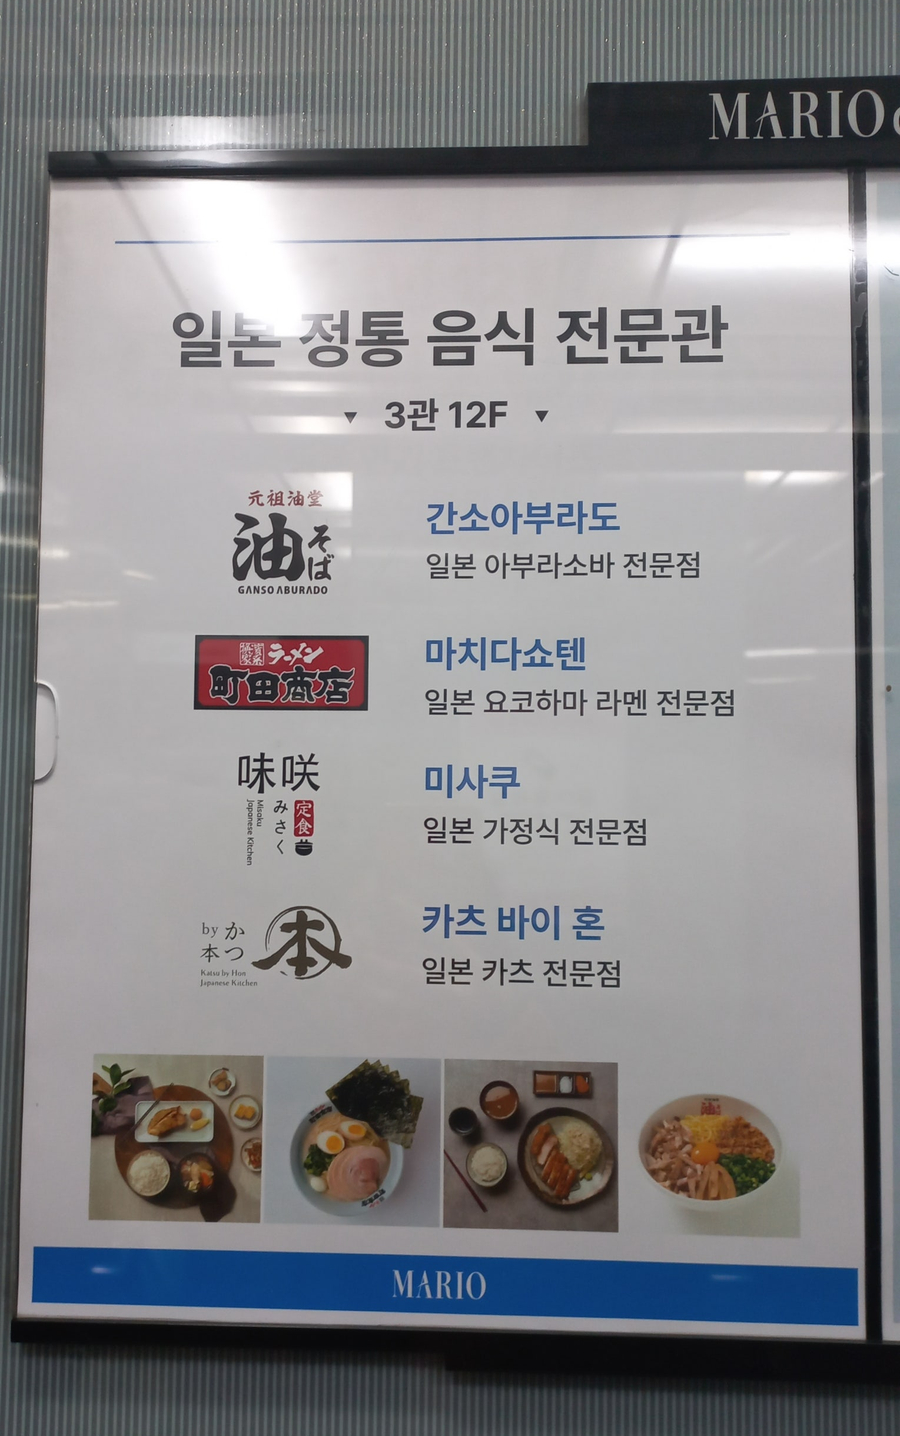 MARIO
일본 정통 음식 전문관
▼ 3관 12F ▼
元祖油堂
油そば
GANSO ABURADO
간소아부라도
일본 아부라소바 전문점
ラーメン
町田商店
마치다쇼텐
일본 요코하마 라멘 전문점
味咲
定食
みさく
Misaku
Japanese Kitchen
미사쿠
일본 가정식 전문점
by かつ
本
本
Katsu by Hon
Japanese Kitchen
카츠 바이 혼
일본 카츠 전문점
MARIO